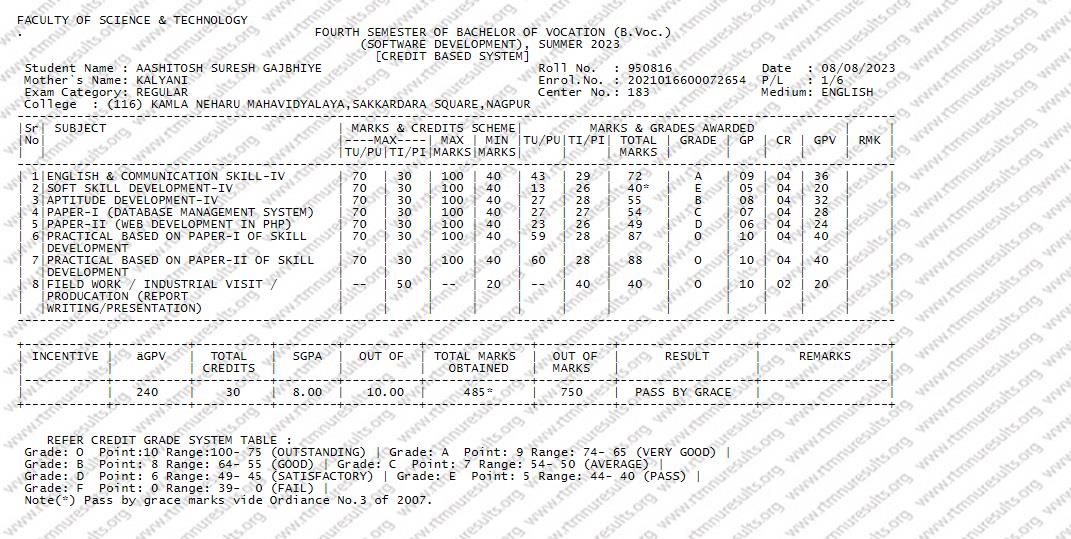 FACULTY OF SCIENCE & TECHNOLOGY
.
FOURTH SEMESTER OF BACHELOR OF VOCATION (B.Voc.)
(SOFTWARE DEVELOPMENT), SUMMER 2023
[CREDIT BASED SYSTEM]
Student Name : AASHITOSH SURESH GAJBHIYE Roll No. : 950816 Date : 08/08/2023
Mother`s Name: KALYANI Enrol.No. : 2021016600072654 P/L : 1/6
Exam Category: REGULAR Center No.: 183 Medium: ENGLISH
College : (116) KAMLA NEHARU MAHAVIDYALAYA,SAKKARDARA SQUARE,NAGPUR
|Sr| SUBJECT | MARKS & CREDITS SCHEME| MARKS & GRADES AWARDED | |
|No| |----MAX----| MAX | MIN |TU/PU|TI/PI| TOTAL | GRADE | GP | CR | GPV | RMK |
| | |TU/PU|TI/PI|MARKS|MARKS| | | MARKS | | | | | |
| 1|ENGLISH & COMMUNICATION SKILL-IV | 70 | 30 | 100 | 40 | 43 | 29 | 72 | A | 09 | 04 | 36 | |
| 2|SOFT SKILL DEVELOPMENT-IV | 70 | 30 | 100 | 40 | 13 | 26 | 40* | E | 05 | 04 | 20 | |
| 3|APTITUDE DEVELOPMENT-IV | 70 | 30 | 100 | 40 | 27 | 28 | 55 | B | 08 | 04 | 32 | |
| 4|PAPER-I (DATABASE MANAGEMENT SYSTEM) | 70 | 30 | 100 | 40 | 27 | 27 | 54 | C | 07 | 04 | 28 | |
| 5|PAPER-II (WEB DEVELOPMENT IN PHP) | 70 | 30 | 100 | 40 | 23 | 26 | 49 | D | 06 | 04 | 24 | |
| 6|PRACTICAL BASED ON PAPER-I OF SKILL | 70 | 30 | 100 | 40 | 59 | 28 | 87 | O | 10 | 04 | 40 | |
| |DEVELOPMENT
| 7|PRACTICAL BASED ON PAPER-II OF SKILL | 70 | 30 | 100 | 40 | 60 | 28 | 88 | O | 10 | 04 | 40 | |
| |DEVELOPMENT
| 8|FIELD WORK / INDUSTRIAL VISIT / | -- | 50 | -- | 20 | -- | 40 | 40 | O | 10 | 02 | 20 | |
| |PRODUCATION (REPORT
| |WRITING/PRESENTATION)
| INCENTIVE | äGPV | TOTAL | SGPA | OUT OF | TOTAL MARKS | OUT OF | RESULT | REMARKS |
| | | CREDITS | | | OBTAINED | MARKS | | |
| | 240 | 30 | 8.00 | 10.00 | 485* | 750 | PASS BY GRACE | |
REFER CREDIT GRADE SYSTEM TABLE :
Grade: O Point:10 Range:100- 75 (OUTSTANDING) | Grade: A Point: 9 Range: 74- 65 (VERY GOOD) |
Grade: B Point: 8 Range: 64- 55 (GOOD) | Grade: C Point: 7 Range: 54- 50 (AVERAGE) |
Grade: D Point: 6 Range: 49- 45 (SATISFACTORY) | Grade: E Point: 5 Range: 44- 40 (PASS) |
Grade: F Point: 0 Range: 39- 0 (FAIL) |
Note(*) Pass by grace marks vide Ordiance No.3 of 2007.
www.rtmnuresults.org